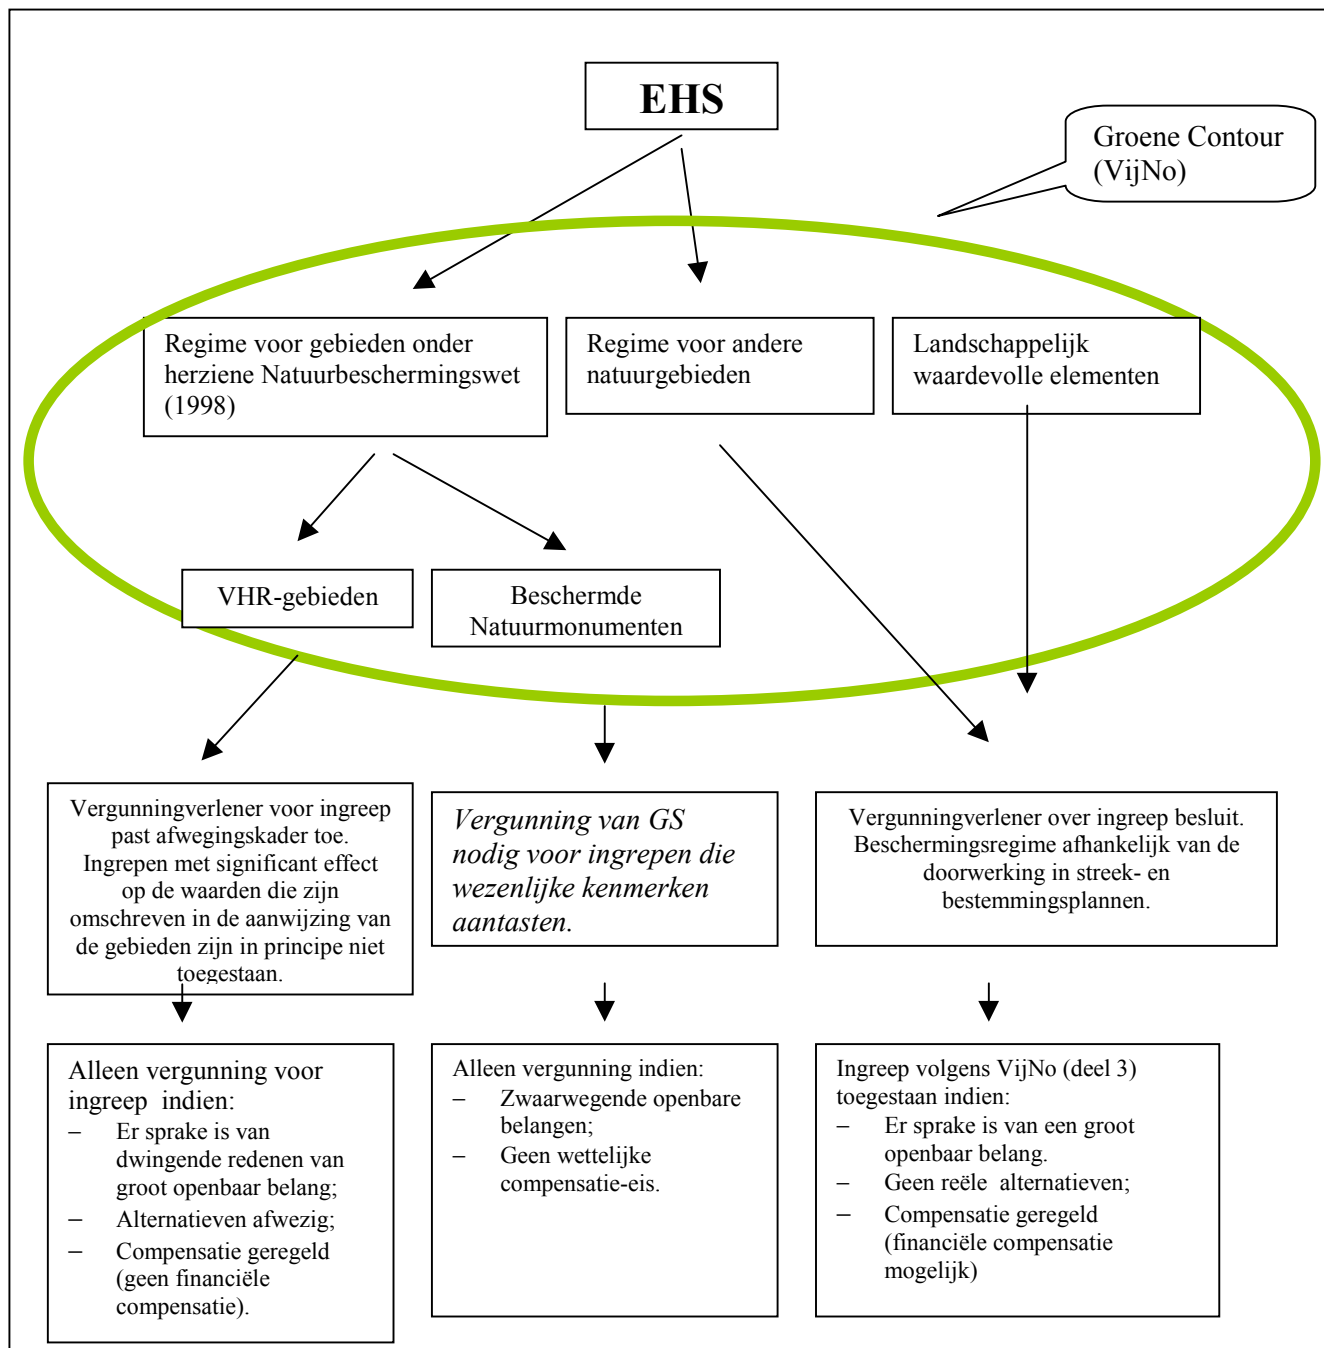 EHS
Groene Contour
(VijNo)
Regime voor gebieden onder
herziene Natuurbeschermingswet
(1998)
Regime voor andere
natuurgebieden
Landschappelijk
waardevolle elementen
VHR-gebieden
Beschermde
Natuurmonumenten
Vergunningverlener voor ingreep
past afwegingskader toe.
Ingrepen met significant effect
op de waarden die zijn
omschreven in de aanwijzing van
de gebieden zijn in principe niet
toegestaan.
Vergunning van GS
nodig voor ingrepen die
wezenlijke kenmerken
aantasten.
Vergunningverlener over ingreep besluit.
Beschermingsregime afhankelijk van de
doorwerking in streek- en
bestemmingsplannen.
Alleen vergunning voor
ingreep indien:
– Er sprake is van
dwingende redenen van
groot openbaar belang;
– Alternatieven afwezig;
– Compensatie geregeld
(geen financiële
compensatie).
Alleen vergunning indien:
– Zwaarwegende openbare
belangen;
– Geen wettelijke
compensatie-eis.
Ingreep volgens VijNo (deel 3)
toegestaan indien:
– Er sprake is van een groot
openbaar belang.
– Geen reële alternatieven;
– Compensatie geregeld
(financiële compensatie
mogelijk)